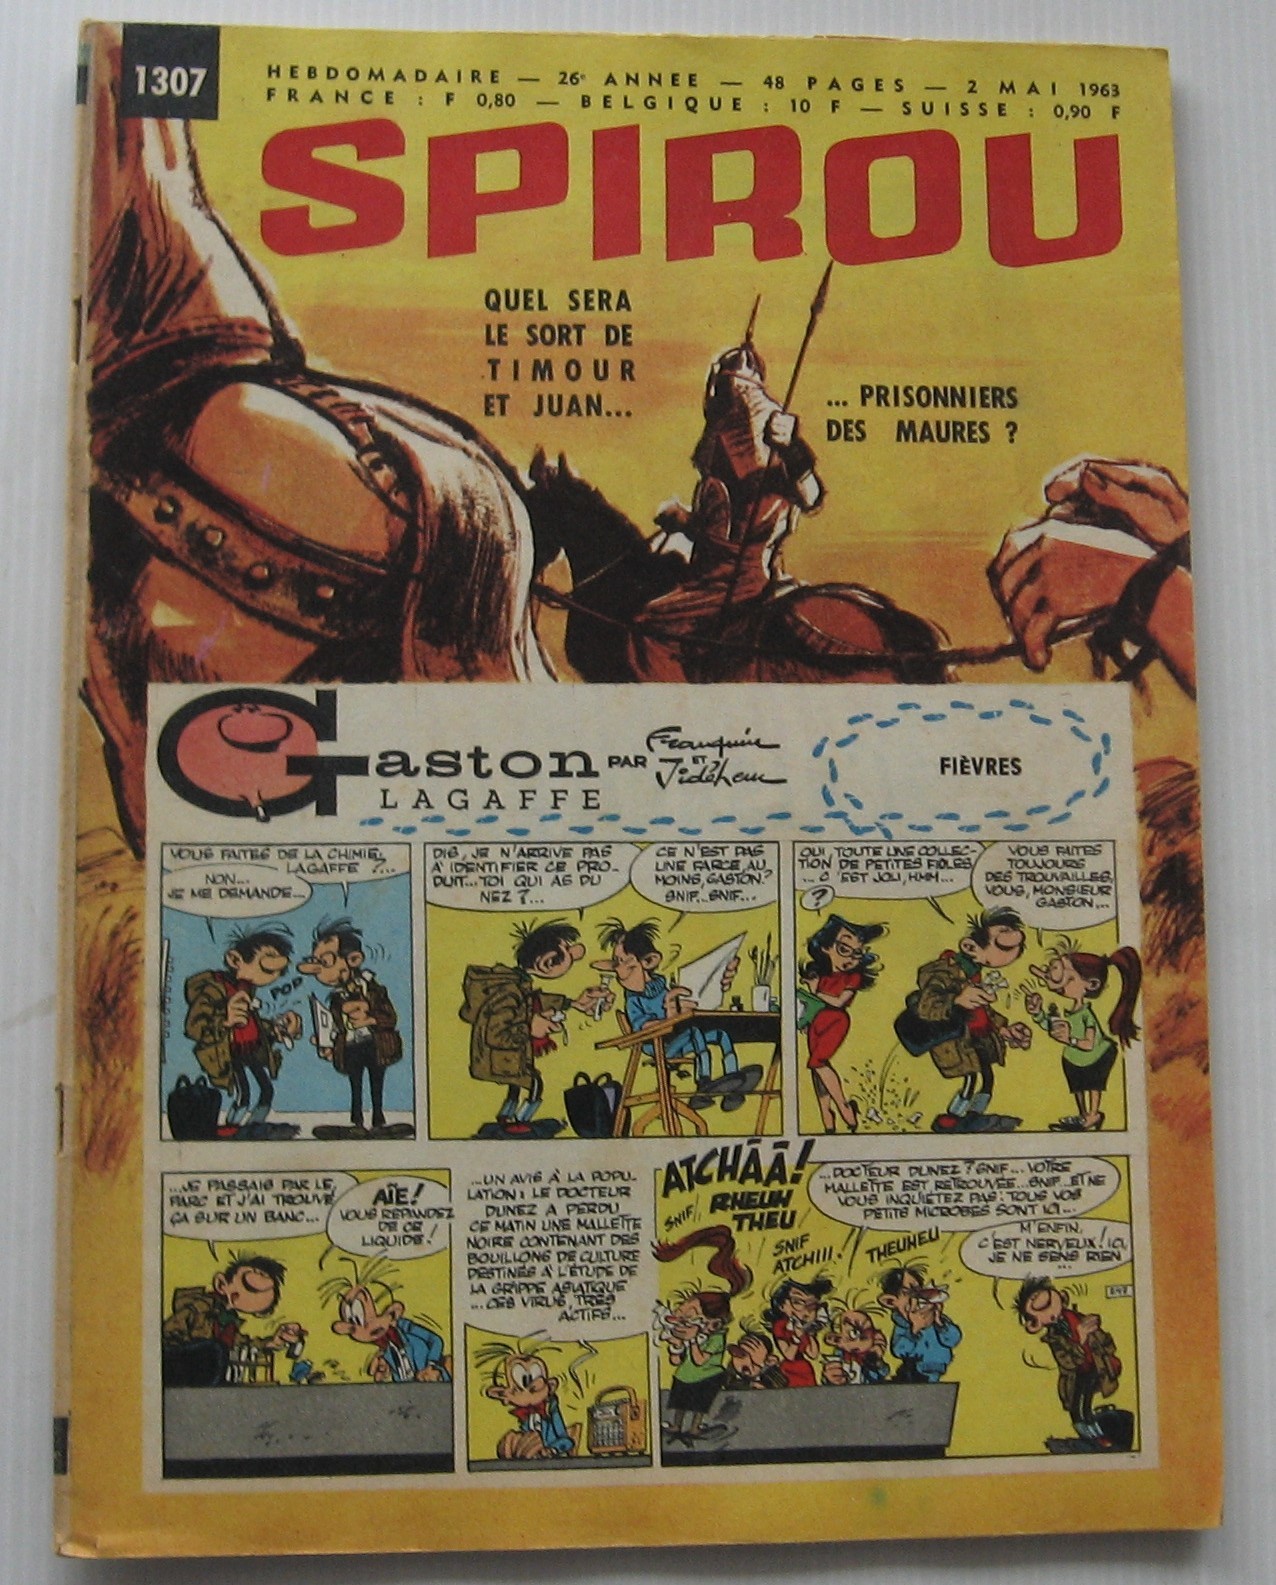 1307
HEBDOMADAIRE — 26e ANNEE — 48 PAGES — 2 MAI 1963
FRANCE : F 0,80 — BELGIQUE : 10 F — SUISSE : 0,90 F
SPIROU
QUEL SERA
LE SORT DE
TIMOUR
ET JUAN...
... PRISONNIERS
DES MAURES ?
Gaston
LAGAFFE
PAR
Franquin
ET
Jidéhem
FIÈVRES
VOUS FAITES DE LA CHIMIE,
LAGAFFE ?...
NON...
JE ME DEMANDE...
POP
DIS, JE N'ARRIVE PAS
À IDENTIFIER CE PRO-
DUIT... TOI QUI AS DU
NEZ ?...
CE N'EST PAS
UNE FARCE, AU
MOINS, GASTON?
SNIF... SNIF...
OUI, TOUTE UNE COLLEC-
TION DE PETITES FIOLES
... C'EST JOLI, HMM...
?
VOUS FAITES
TOUJOURS
DES TROUVAILLES,
VOUS, MONSIEUR
GASTON...
...JE PASSAIS PAR LE
PARC ET J'AI TROUVÉ
ÇA SUR UN BANC...
AÏE!
VOUS RÉPANDEZ
DE CE
LIQUIDE!
...UN AVIS À LA POPU-
LATION : LE DOCTEUR
DUNEZ A PERDU
CE MATIN UNE MALLETTE
NOIRE CONTENANT DES
BOUILLONS DE CULTURE
DESTINÉS À L'ÉTUDE DE
LA GRIPPE ASIATIQUE
...CES VIRUS, TRÈS
ACTIFS...
ATCHÂÂ!
SNIF
RHEUH
THEU
SNIF
ATCHIII!
THEUHEU
...DOCTEUR DUNEZ ? SNIF... VOTRE
MALLETTE EST RETROUVÉE...SNIF...ET NE
VOUS INQUIÉTEZ PAS : TOUS VOS
PETITS MICROBES SONT ICI...
M'ENFIN,
C'EST NERVEUX! ICI,
JE NE SENS RIEN
...